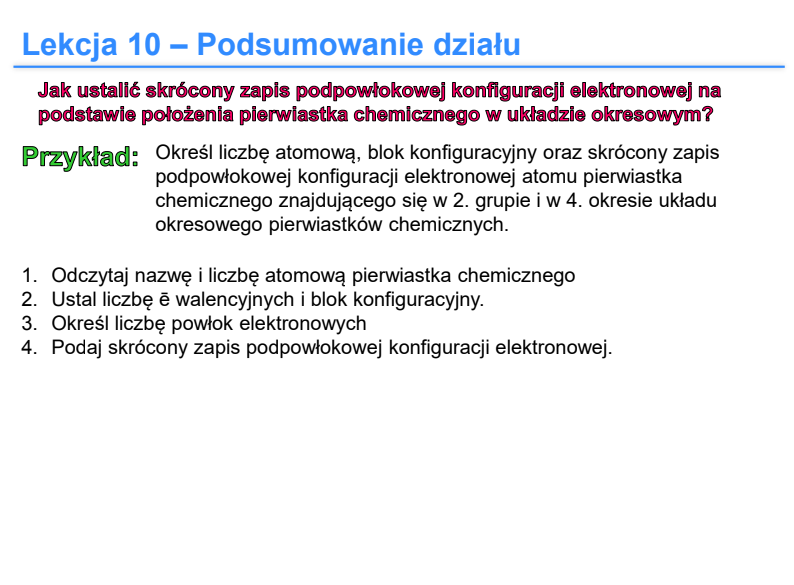 Lekcja 10 – Podsumowanie działu
Jak ustalić skrócony zapis podpowłokowej konfiguracji elektronowej na
podstawie położenia pierwiastka chemicznego w układzie okresowym?
Przykład:
Określ liczbę atomową, blok konfiguracyjny oraz skrócony zapis
podpowłokowej konfiguracji elektronowej atomu pierwiastka
chemicznego znajdującego się w 2. grupie i w 4. okresie układu
okresowego pierwiastków chemicznych.
1. Odczytaj nazwę i liczbę atomową pierwiastka chemicznego
2. Ustal liczbę ē walencyjnych i blok konfiguracyjny.
3. Określ liczbę powłok elektronowych
4. Podaj skrócony zapis podpowłokowej konfiguracji elektronowej.